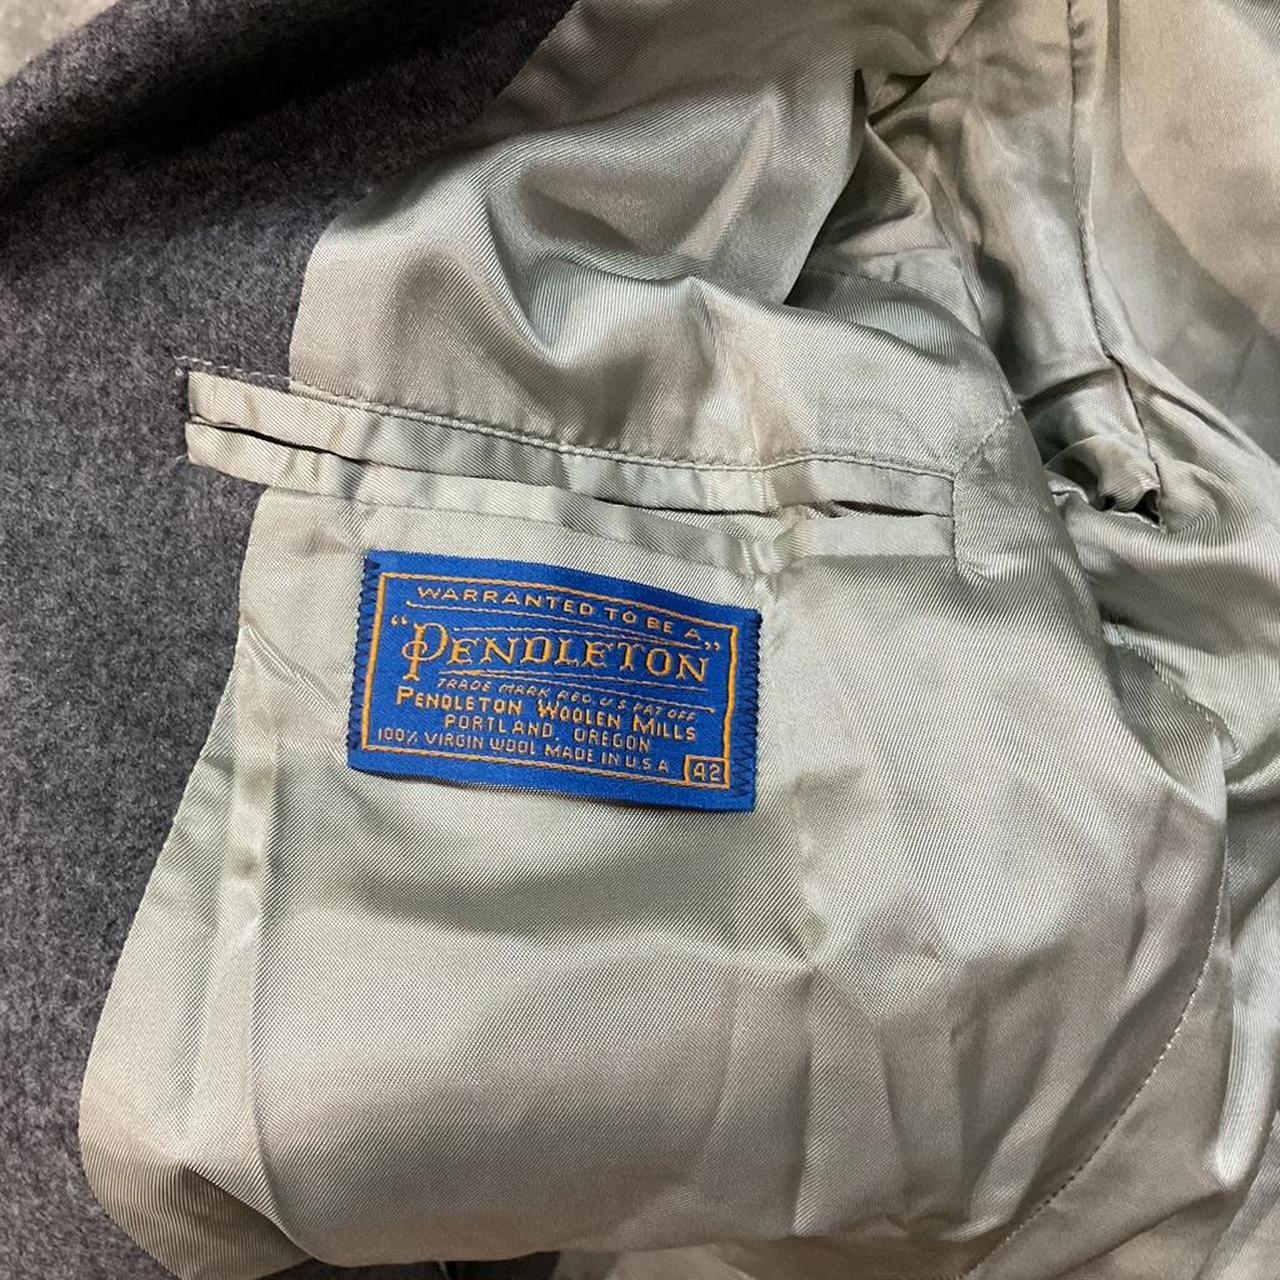 WARRANTED TO BE A
"PENDLETON"
TRADE MARK REG. U.S. PAT OFF
PENDLETON WOOLEN MILLS
PORTLAND, OREGON
100% VIRGIN WOOL MADE IN U.S.A
42